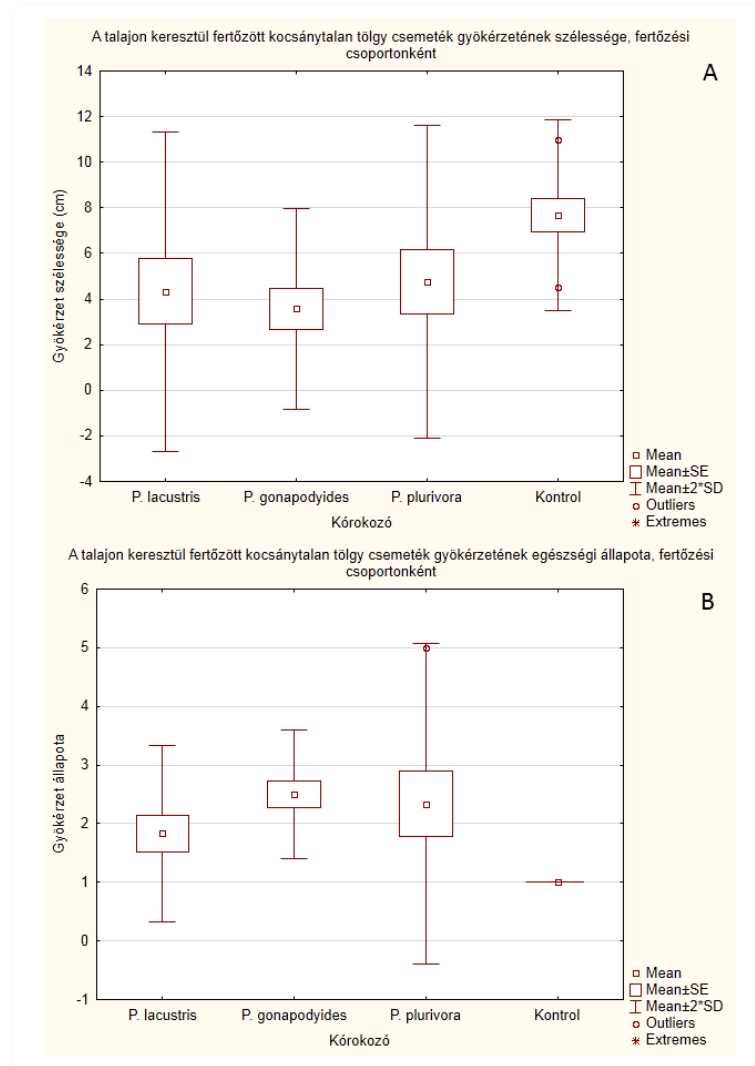 A talajon keresztül fertőzött kocsánytalan tölgy csemeték gyökérzetének szélessége, fertőzési
csoportonként
A
14
12
10
8
6
4
2
0
-2
-4
Gyökérzet szélessége (cm)
P. lacustris
P. gonapodyides
P. plurivora
Kontrol
Kórokozó
Mean
Mean±SE
Mean±2*SD
Outliers
Extremes
A talajon keresztül fertőzött kocsánytalan tölgy csemeték gyökérzetének egészségi állapota, fertőzési
csoportonként
B
6
5
4
3
2
1
0
-1
Gyökérzet állapota
P. lacustris
P. gonapodyides
P. plurivora
Kontrol
Kórokozó
Mean
Mean±SE
Mean±2*SD
Outliers
Extremes